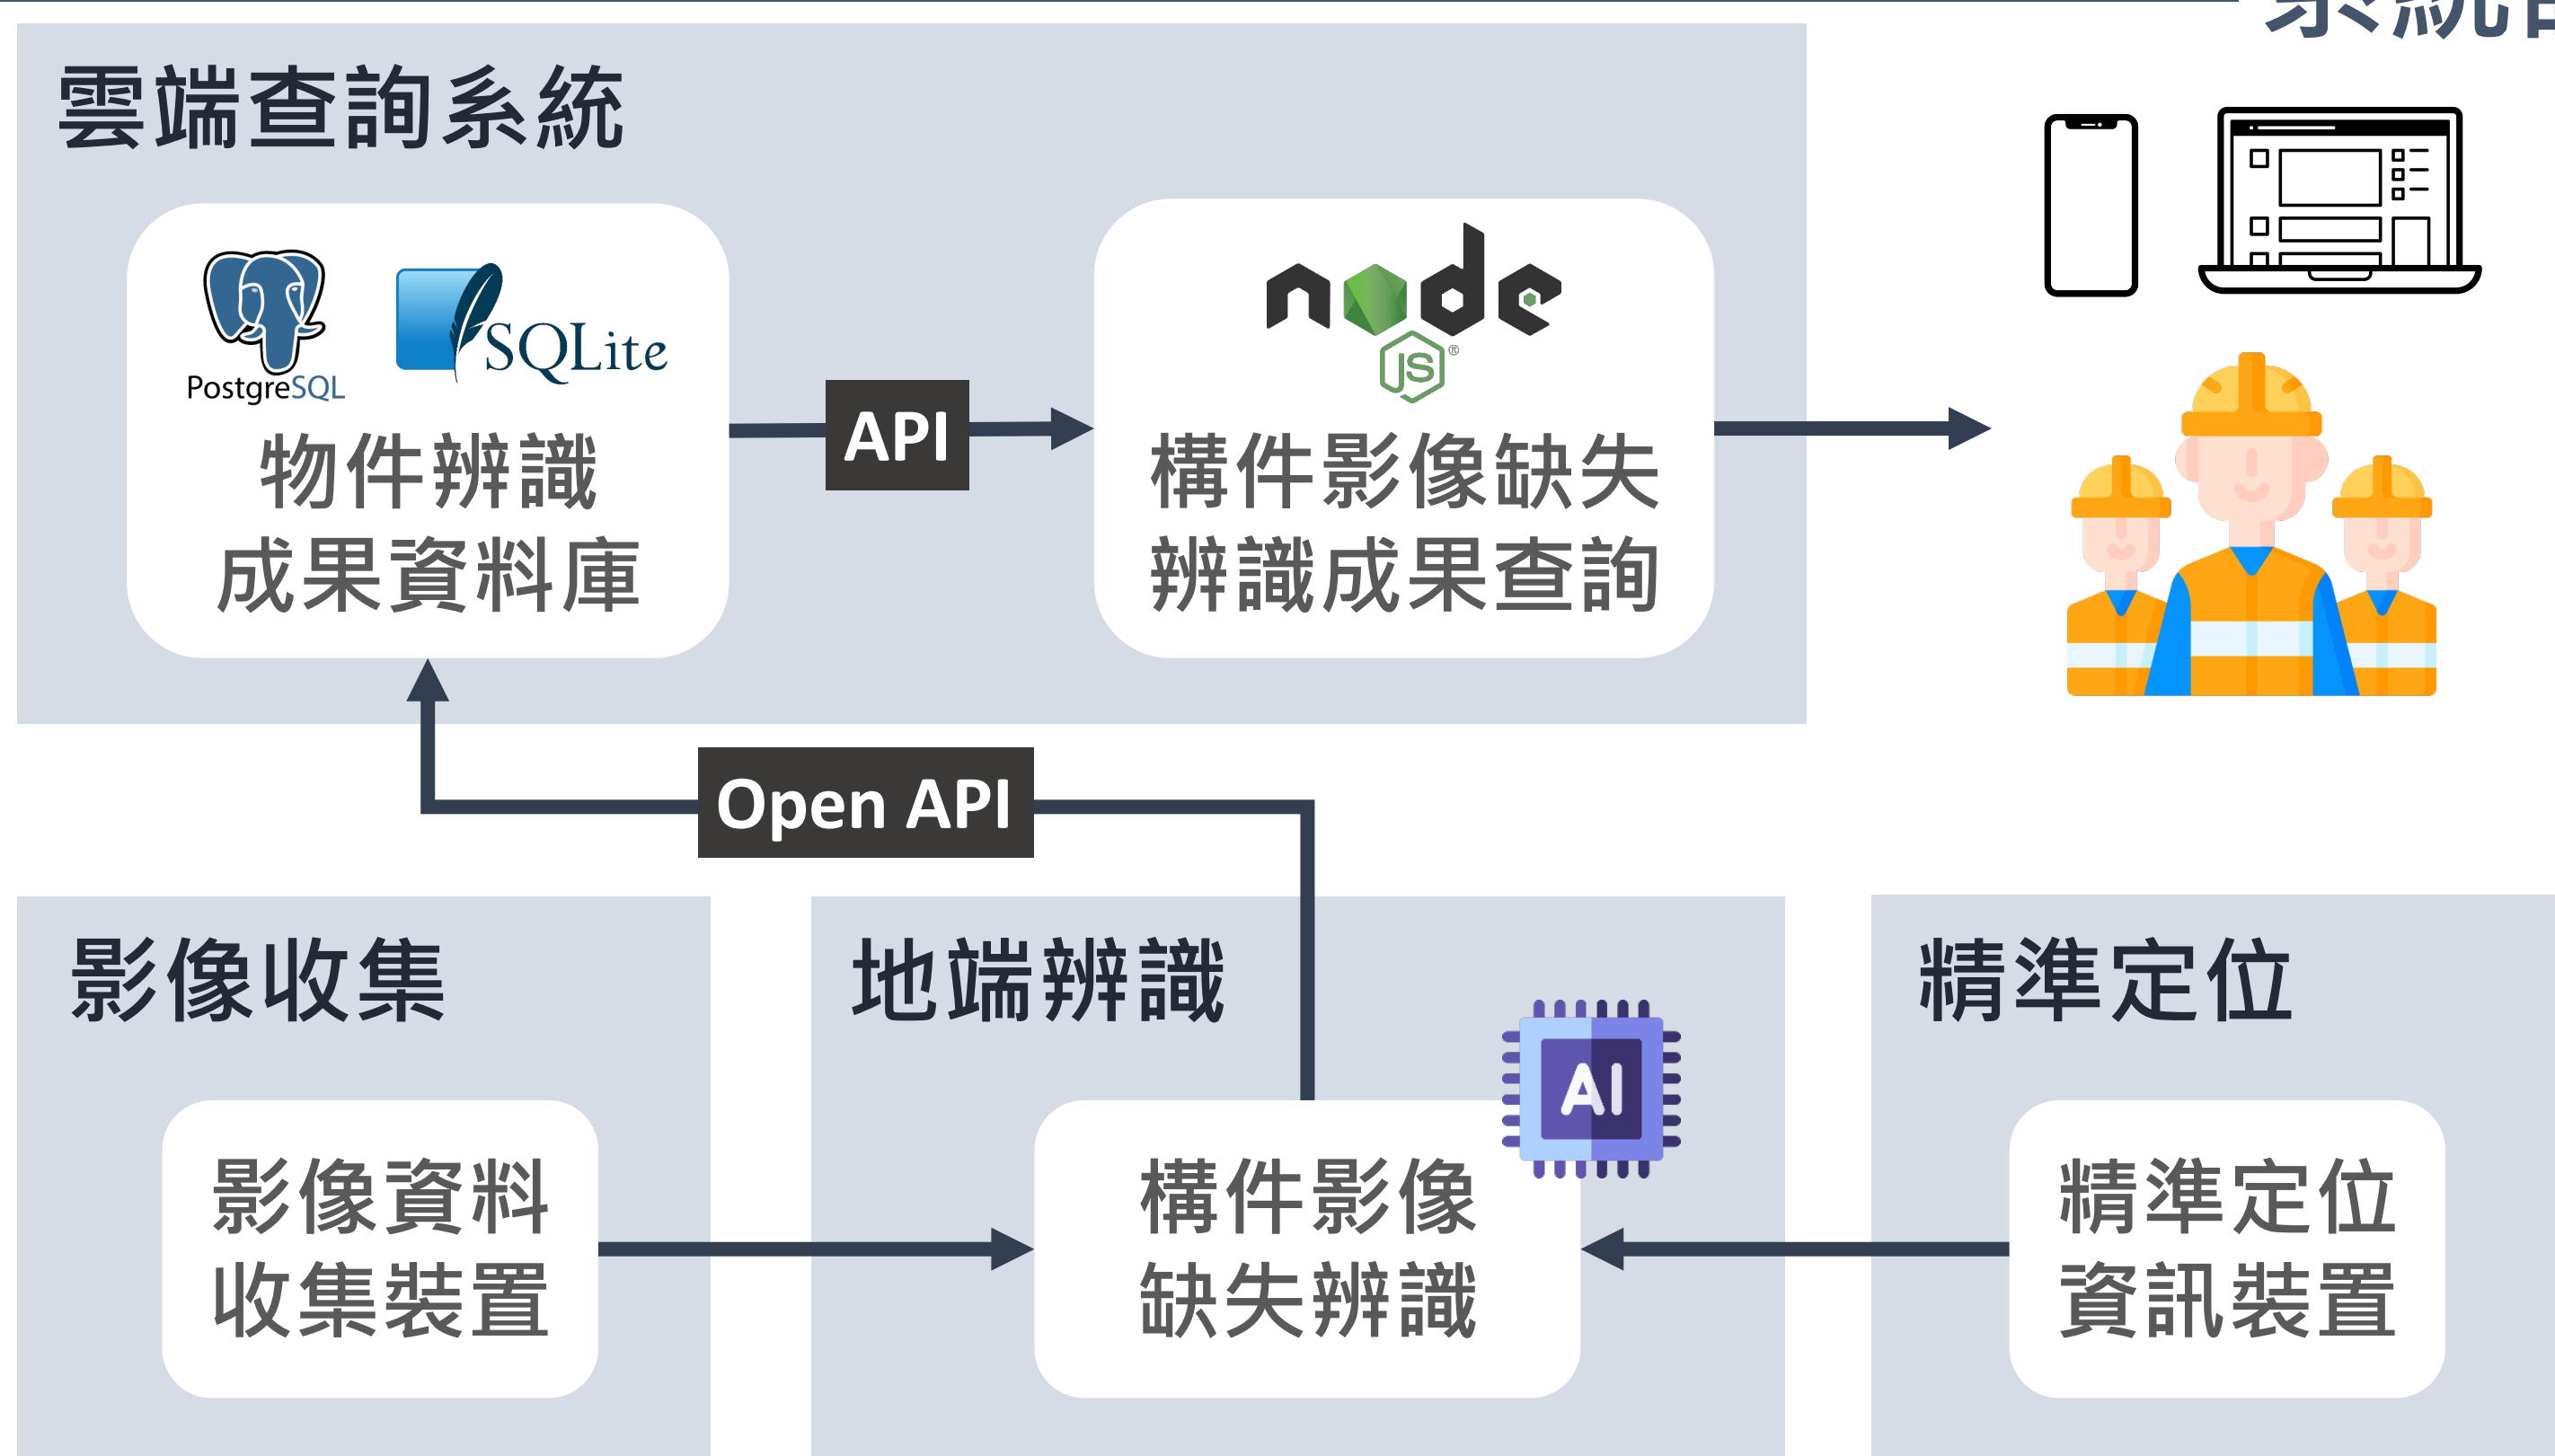 系統
雲端查詢系統
PostgreSQL
SQLite
物件辨識
成果資料庫
API
node
JS®
構件影像缺失
辨識成果查詢
Open API
影像收集
影像資料
收集裝置
地端辨識
AI
構件影像
缺失辨識
精準定位
精準定位
資訊裝置